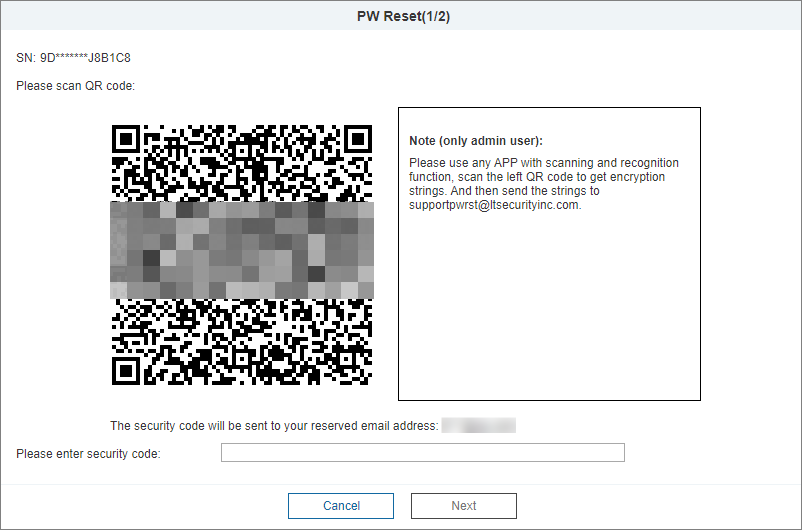 PW Reset(1/2)
SN: 9D*******J8B1C8
Please scan QR code:
Note (only admin user):
Please use any APP with scanning and recognition
function, scan the left QR code to get encryption
strings. And then send the strings to
supportpwrst@ltsecurityinc.com.
The security code will be sent to your reserved email address:
Please enter security code:
Cancel
Next